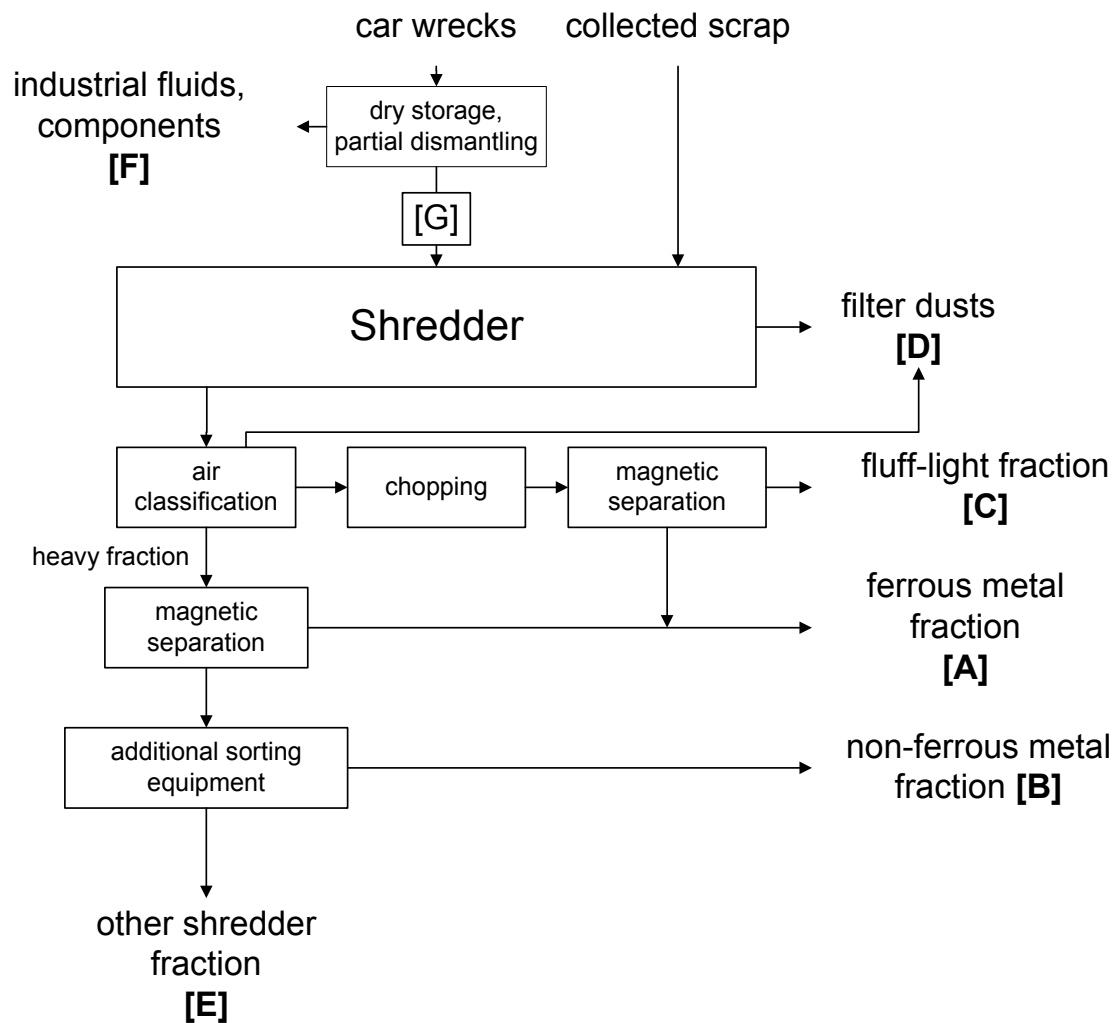 car wrecks
collected scrap
industrial fluids,
components
[F]
dry storage,
partial dismantling
[G]
Shredder
filter dusts
[D]
air
classification
chopping
magnetic
separation
fluff-light fraction
[C]
heavy fraction
magnetic
separation
ferrous metal
fraction
[A]
additional sorting
equipment
non-ferrous metal
fraction [B]
other shredder
fraction
[E]